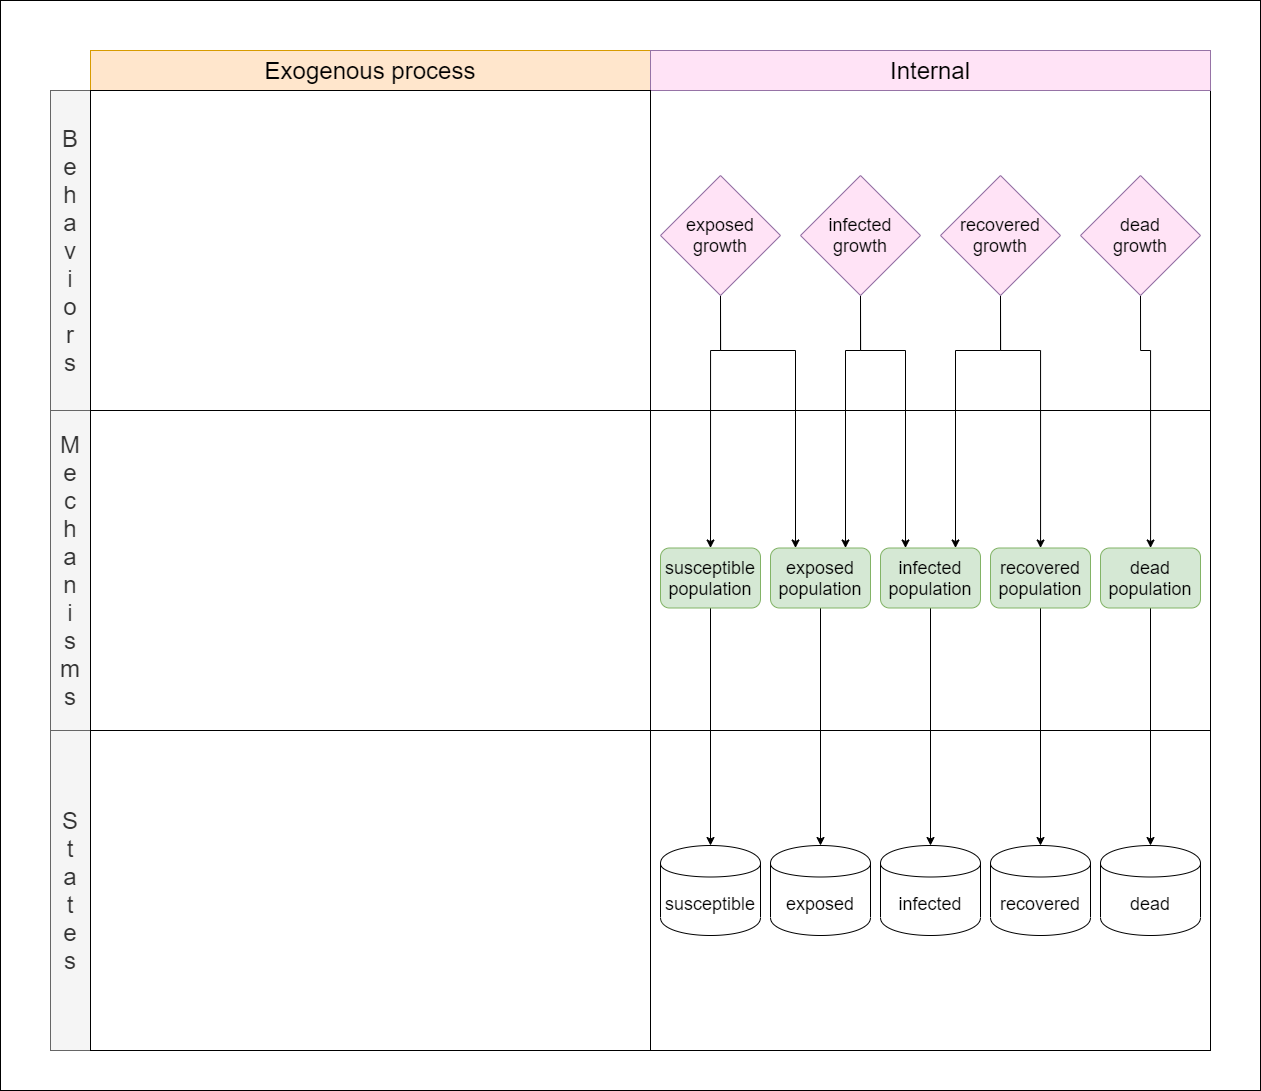 Exogenous process
Internal
Behaviors
exposed
growth
infected
growth
recovered
growth
dead
growth
Mechanisms
susceptible
population
exposed
population
infected
population
recovered
population
dead
population
States
susceptible
exposed
infected
recovered
dead